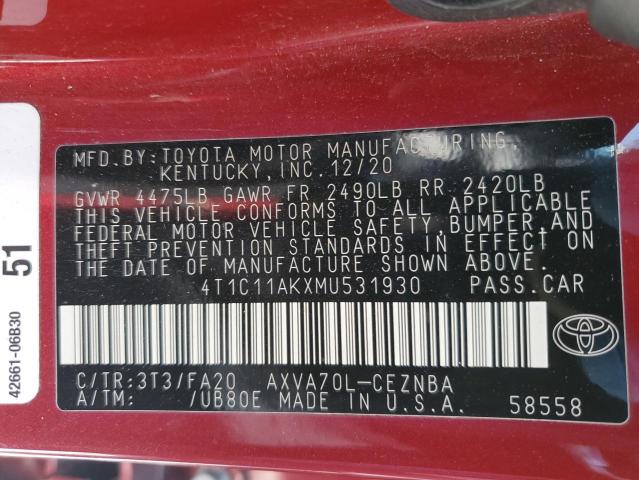 MFD.BY:TOYOTA MOTOR MANUFACTURING,
KENTUCKY,INC.12/20
GVWR 4475LB GAWR FR 2490LB RR 2420LB
THIS VEHICLE CONFORMS TO ALL APPLICABLE
FEDERAL MOTOR VEHICLE SAFETY,BUMPER,AND
THEFT PREVENTION STANDARDS IN EFFECT ON
THE DATE OF MANUFACTURE SHOWN ABOVE.
4T1C11AKXMU531930 PASS.CAR
C/TR:3T3/FA20 AXVA70L-CEZNBA
A/TM: /UB80E MADE IN U.S.A. 58558
51
42661-06B30